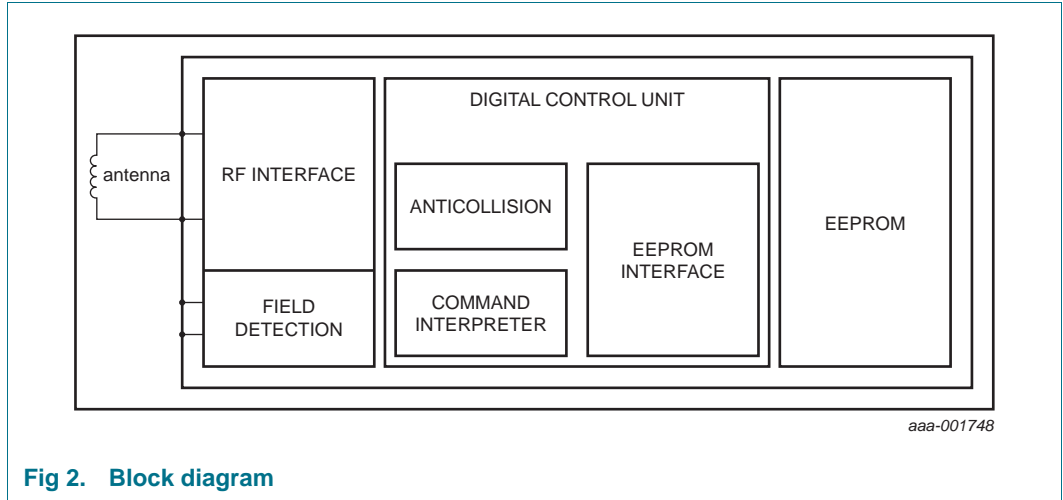 DIGITAL CONTROL UNIT
antenna
RF INTERFACE
ANTICOLLISION
EEPROM
INTERFACE
EEPROM
FIELD
DETECTION
COMMAND
INTERPRETER
aaa-001748
Fig 2. Block diagram